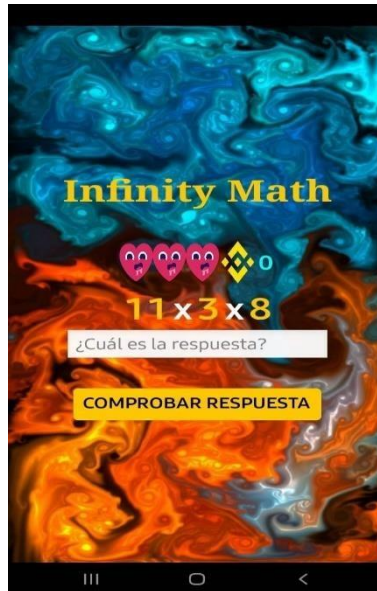 Infinity Math
0
11x3x8
¿Cuál es la respuesta?
COMPROBAR RESPUESTA